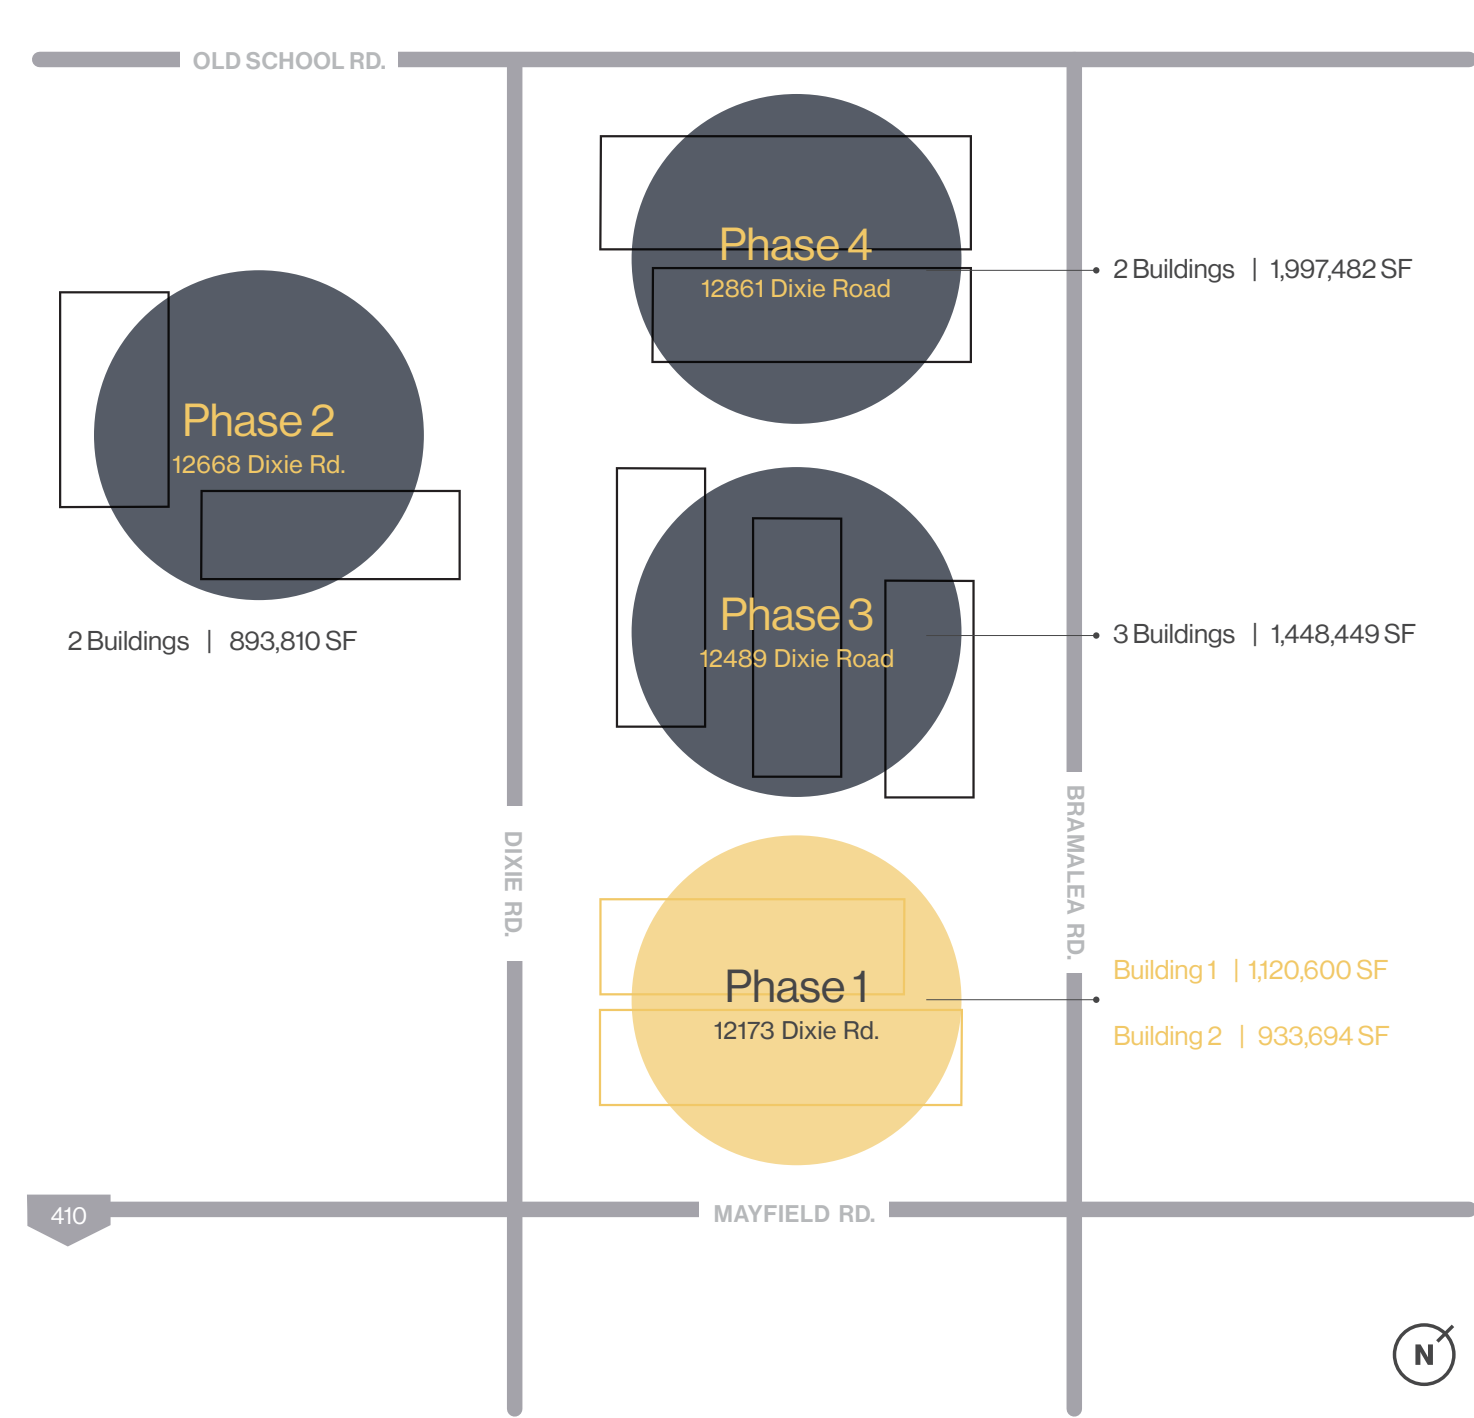 OLD SCHOOL RD.
Phase 4
12861 Dixie Road
2 Buildings | 1,997,482 SF
Phase 2
12668 Dixie Rd.
2 Buildings | 893,810 SF
Phase 3
12489 Dixie Road
3 Buildings | 1,448,449 SF
DIXIE RD.
BRAMALEA RD.
Phase 1
12173 Dixie Rd.
Building 1 | 1,120,600 SF
Building 2 | 933,694 SF
410
MAYFIELD RD.
N